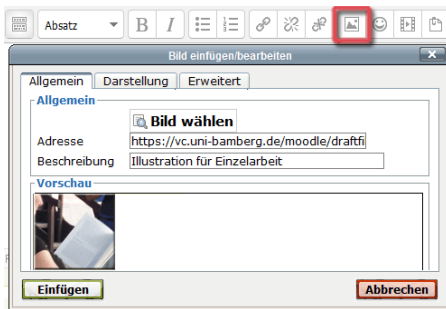 Absatz B I
Bild einfügen/bearbeiten
Allgemein Darstellung Erweitert
Allgemein
Bild wählen
Adresse https://vc.uni-bamberg.de/moodle/draftfi
Beschreibung Illustration für Einzelarbeit
Vorschau
Einfügen Abbrechen